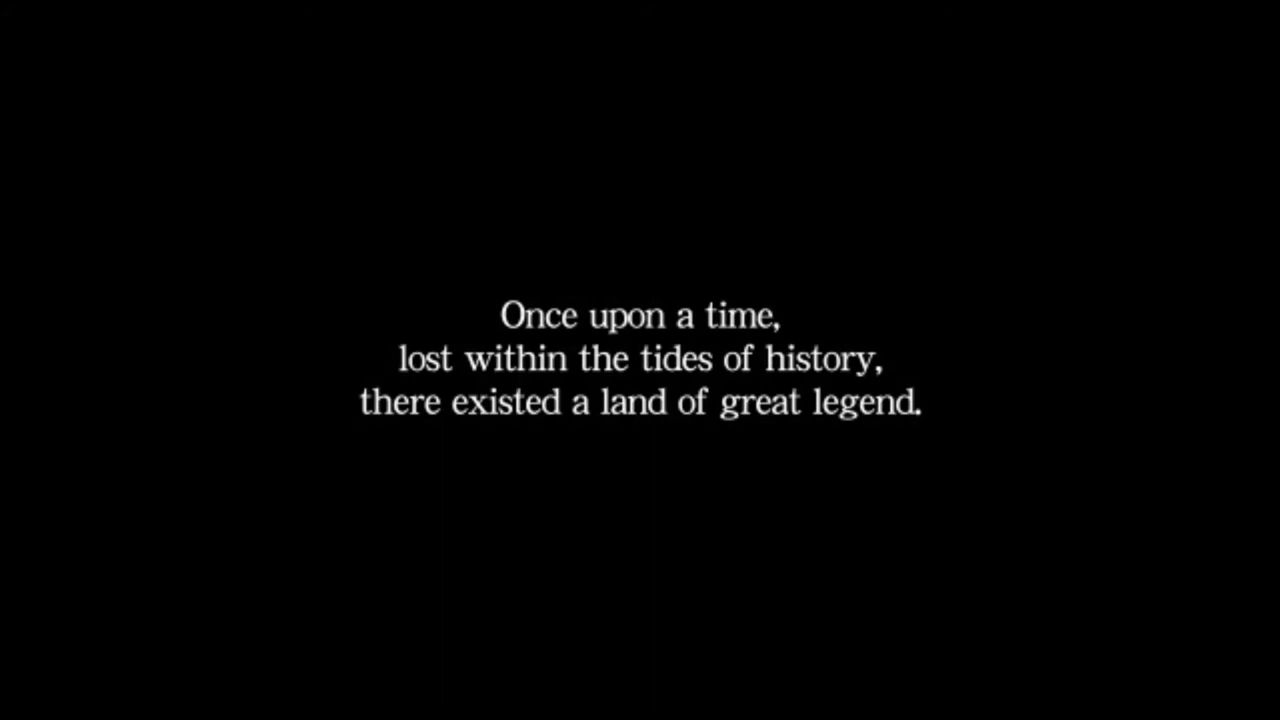 Once upon a time,
lost within the tides of history,
there existed a land of great legend.